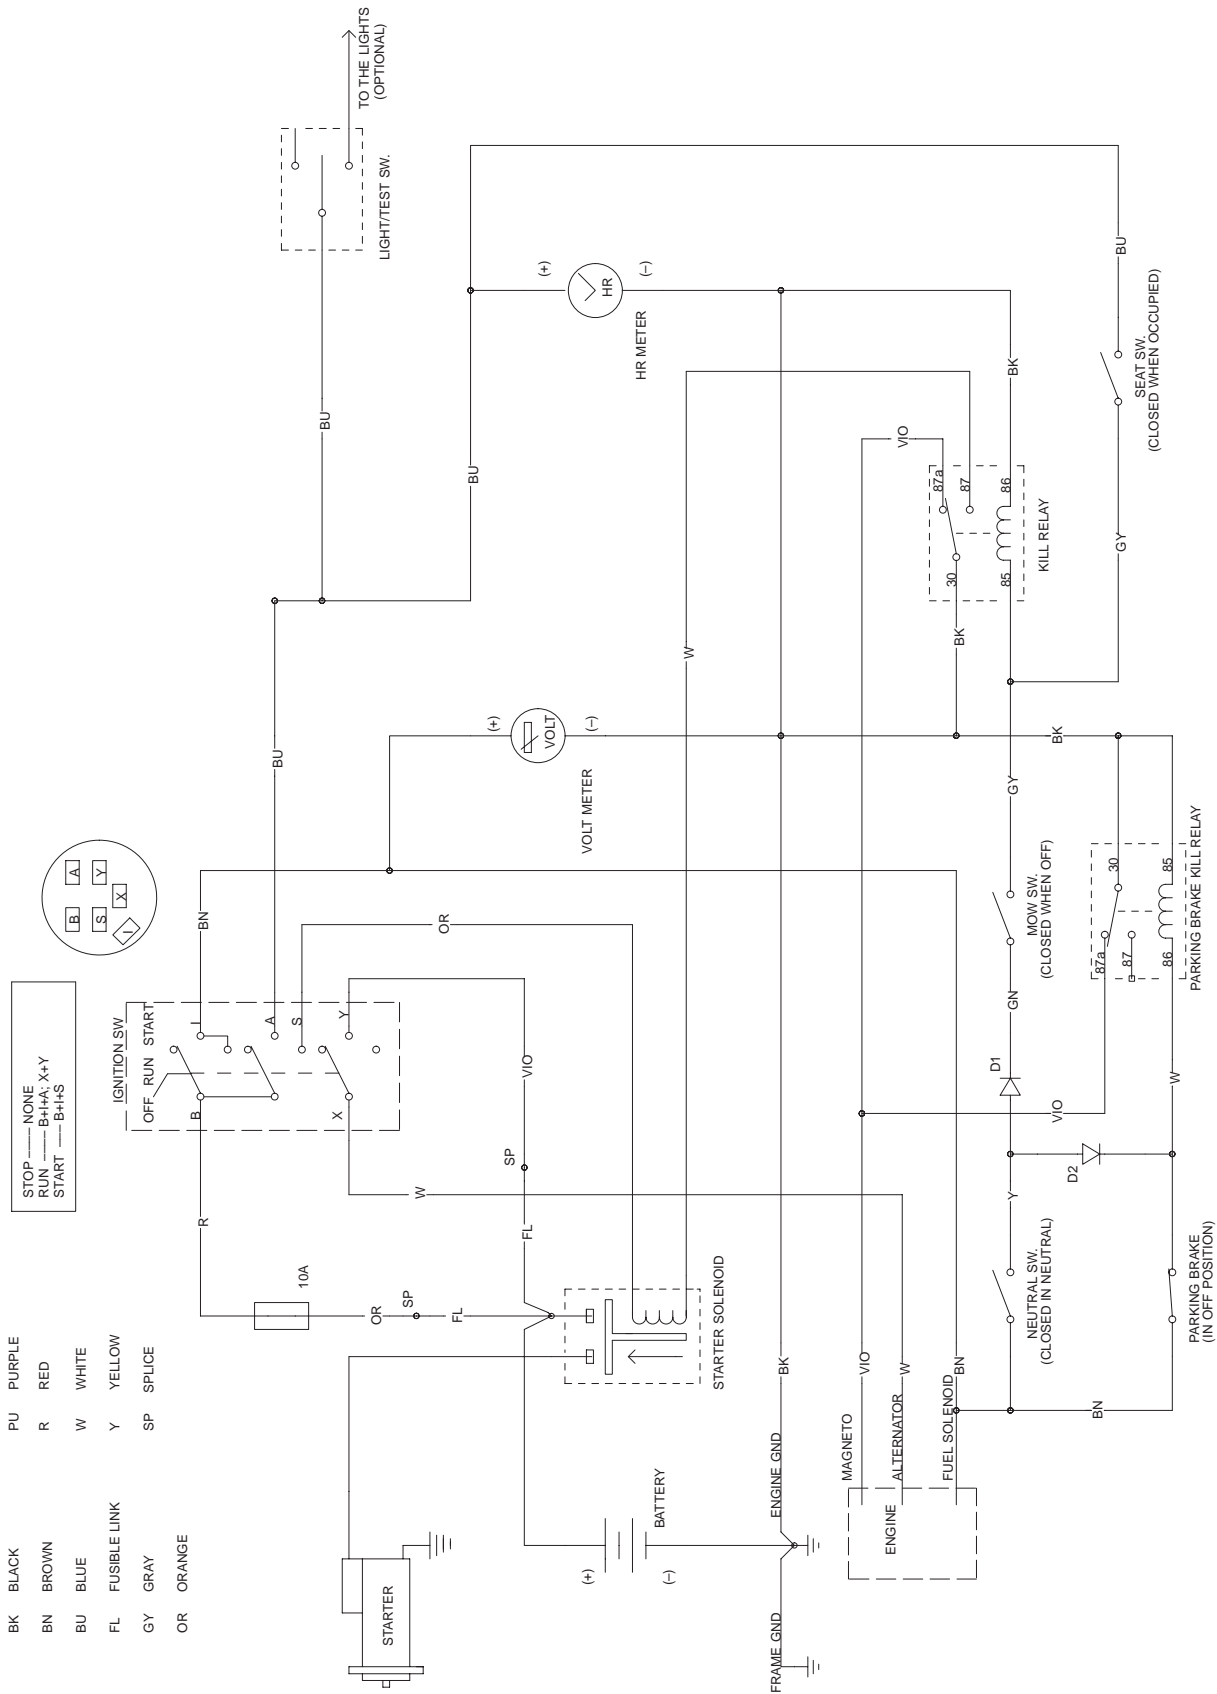 BK BLACK
BN BROWN
BU BLUE
FL FUSIBLE LINK
GY GRAY
OR ORANGE
PU PURPLE
R RED
W WHITE
Y YELLOW
SP SPLICE
STOP —— NONE
RUN —— B+I+A; X+Y
START —— B+I+S
B
A
S
Y
X
I
IGNITION SW
OFF RUN START
B
I
A
S
X
Y
R
BN
BU
OR
VIO
W
SP
FL
10A
OR
SP
FL
STARTER
STARTER SOLENOID
(+)
(–)
BATTERY
FRAME GND
ENGINE GND
BK
MAGNETO
VIO
ALTERNATOR
W
FUEL SOLENOID
BN
ENGINE
BN
VOLT METER
(+)
VOLT
(–)
BU
BU
LIGHT/TEST SW.
TO THE LIGHTS
(OPTIONAL)
HR METER
(+)
HR
(–)
W
VIO
BK
BK
87a
87
86
30
85
KILL RELAY
BU
SEAT SW.
(CLOSED WHEN OCCUPIED)
GY
BK
GY
MOW SW.
(CLOSED WHEN OFF)
GN
D1
VIO
D2
Y
NEUTRAL SW.
(CLOSED IN NEUTRAL)
PARKING BRAKE
(IN OFF POSITION)
W
87a
87
86
30
85
PARKING BRAKE KILL RELAY